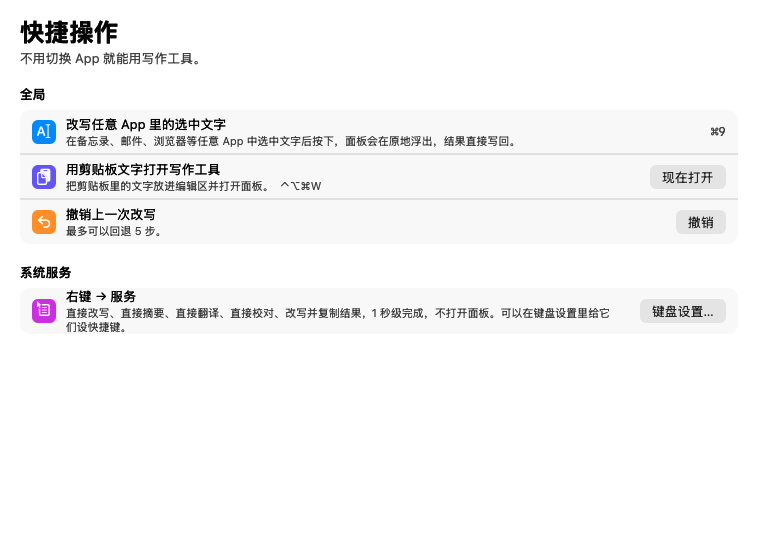 快捷操作
不用切换 App 就能用写作工具。
全局
改写任意 App 里的选中文字
在备忘录、邮件、浏览器等任意 App 中选中文字后按下，面板会在原地浮出，结果直接写回。
⌘9
用剪贴板文字打开写作工具
把剪贴板里的文字放进编辑区并打开面板。 ^⌥⌘W
现在打开
撤销上一次改写
最多可以回退 5 步。
撤销
系统服务
右键 → 服务
直接改写、直接摘要、直接翻译、直接校对、改写并复制结果，1 秒级完成，不打开面板。可以在键盘设置里给它
们设快捷键。
键盘设置...